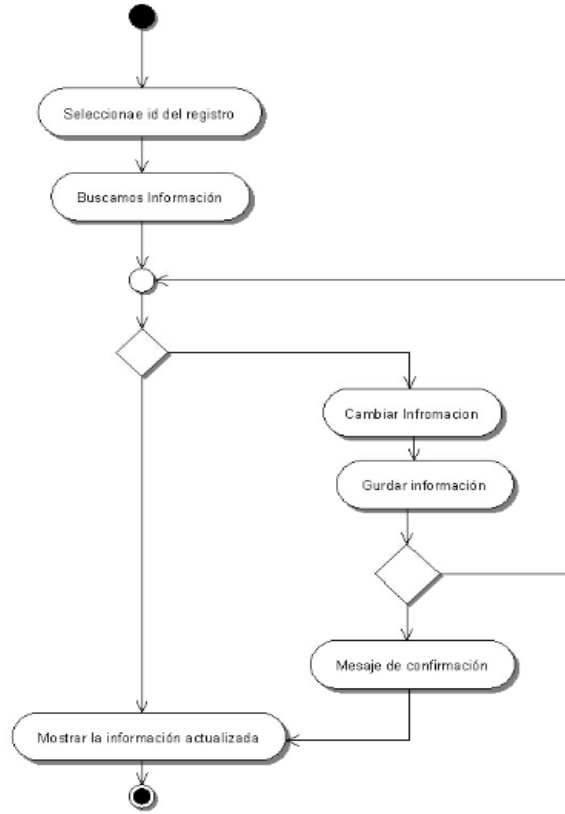 Seleccionae id del registro
Buscamos Información
Cambiar Infromacion
Gurdar información
Mesaje de confirmación
Mostrar la información actualizada